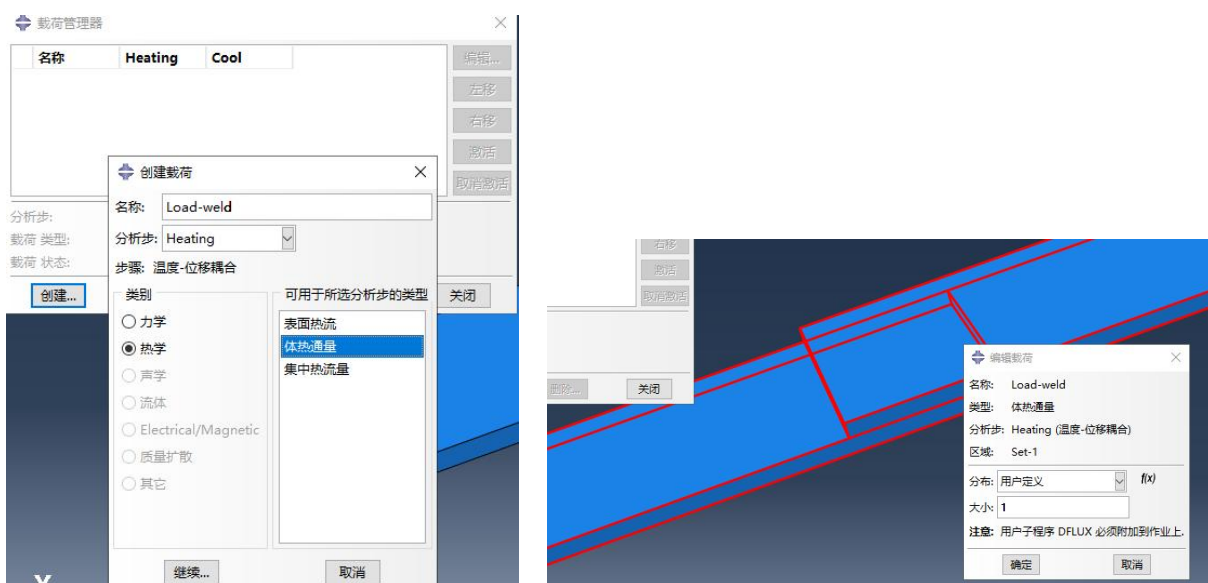 载荷管理器
名称 Heating Cool
编辑...
左移
右移
激活
取消激活
分析步:
载荷 类型:
载荷 状态:
创建...
关闭
创建载荷
名称: Load-weld
分析步: Heating
步骤: 温度-位移耦合
类别
力学
热学
声学
流体
Electrical/Magnetic
质量扩散
其它
可用于所选分析步的类型
表面热流
体热通量
集中热流量
继续...
取消
右移
激活
取消激活
删除...
关闭
编辑载荷
名称: Load-weld
类型: 体热通量
分析步: Heating (温度-位移耦合)
区域: Set-1
分布: 用户定义 f(x)
大小: 1
注意: 用户子程序 DFLUX 必须附加到作业上.
确定
取消